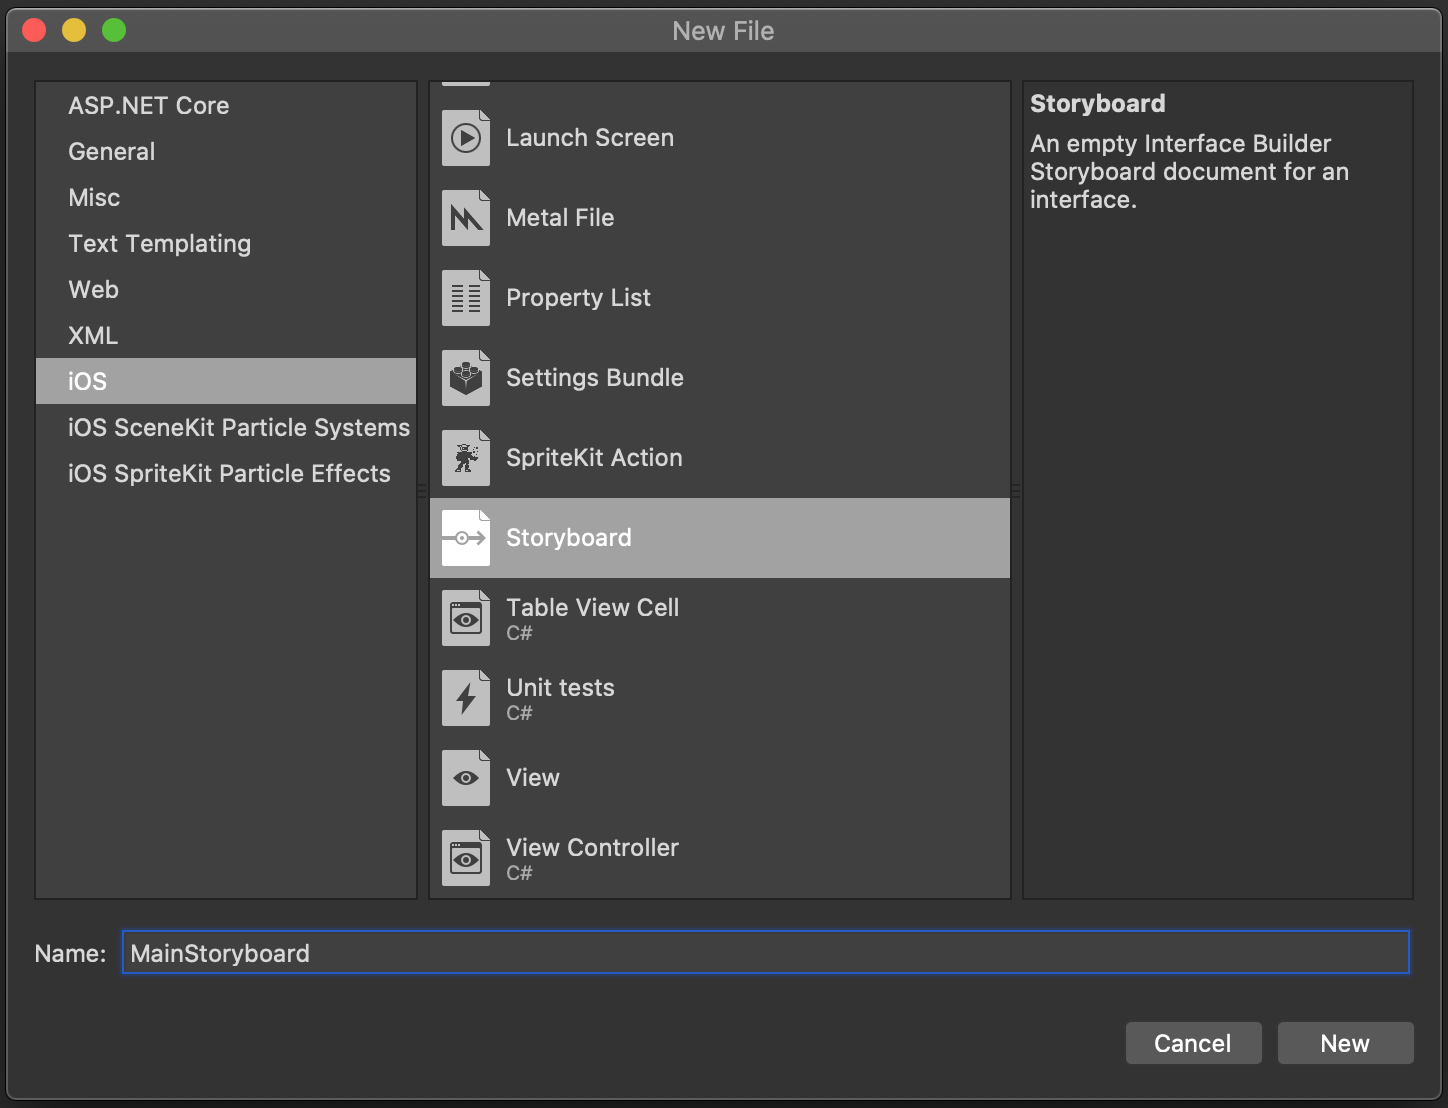 New File
ASP.NET Core
General
Misc
Text Templating
Web
XML
iOS
iOS SceneKit Particle Systems
iOS SpriteKit Particle Effects
Launch Screen
Metal File
Property List
Settings Bundle
SpriteKit Action
Storyboard
Table View Cell
C#
Unit tests
C#
View
View Controller
C#
Storyboard
An empty Interface Builder
Storyboard document for an
interface.
Name: MainStoryboard
Cancel New